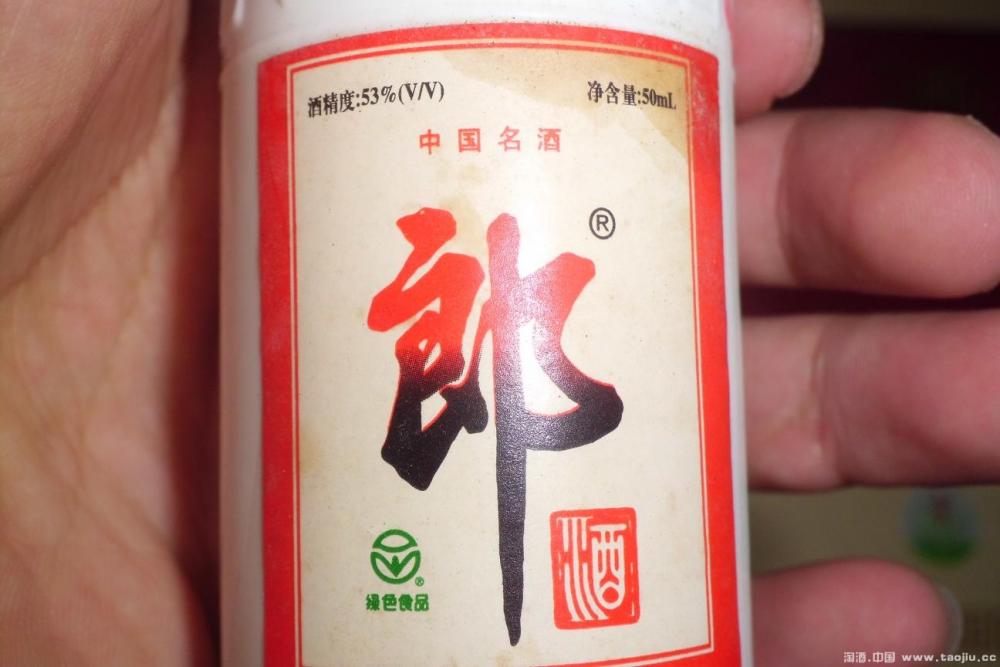 酒精度:53%(V/V) 净含量:50mL
中国名酒
郎®
酒
®
绿色食品
淘酒.中国 www.taojiu.cc